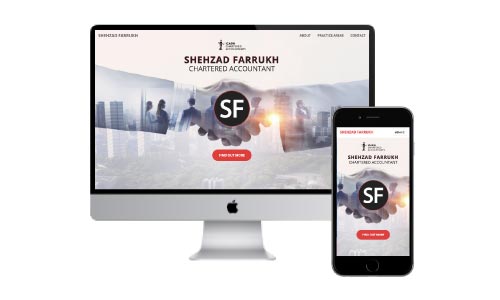 SHEHZAD FARRUKH
ABOUT PRACTICE AREAS CONTACT
ICAEW
CHARTERED
ACCOUNTANTS
SHEHZAD FARRUKH
CHARTERED ACCOUNTANT
SF
FIND OUT MORE
SHEHZAD FARRUKH
ICAEW
CHARTERED
ACCOUNTANTS
SHEHZAD FARRUKH
CHARTERED ACCOUNTANT
SF
FIND OUT MORE